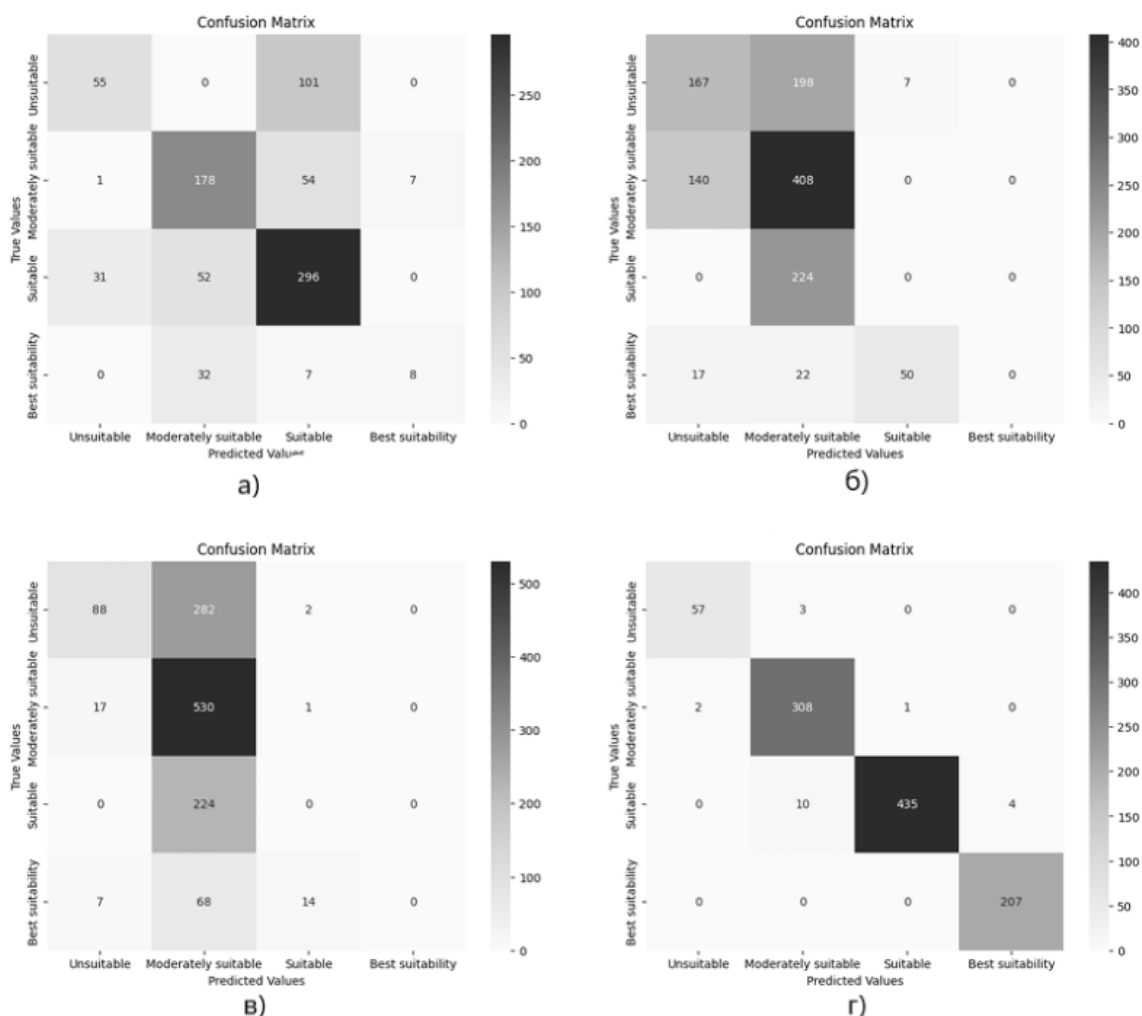 Confusion Matrix
Unsuitable
Moderately suitable
Suitable
Best suitability
True Values
55 0 101 0
1 178 54 7
31 52 296 0
0 32 7 8
250
200
150
100
50
0
Unsuitable Moderately suitable Suitable Best suitability
Predicted
а)
Confusion Matrix
Unsuitable
Moderately suitable
Suitable
Best suitability
True Values
167 198 7 0
140 408 0 0
0 224 0 0
17 22 50 0
400
350
300
250
200
150
100
50
0
Unsuitable Moderately suitable Suitable Best suitability
Predicted Values
б)
Confusion Matrix
Unsuitable
Moderately suitable
Suitable
Best suitability
True Values
88 282 2 0
17 530 1 0
0 224 0 0
7 68 14 0
500
400
300
200
100
0
Unsuitable Moderately suitable Suitable Best suitability
Predicted Values
в)
Confusion Matrix
Unsuitable
Moderately suitable
Suitable
Best suitability
True Values
57 3 0 0
2 308 1 0
0 10 435 4
0 0 0 207
400
350
300
250
200
150
100
50
0
Unsuitable Moderately suitable Suitable Best suitability
Predicted Values
г)